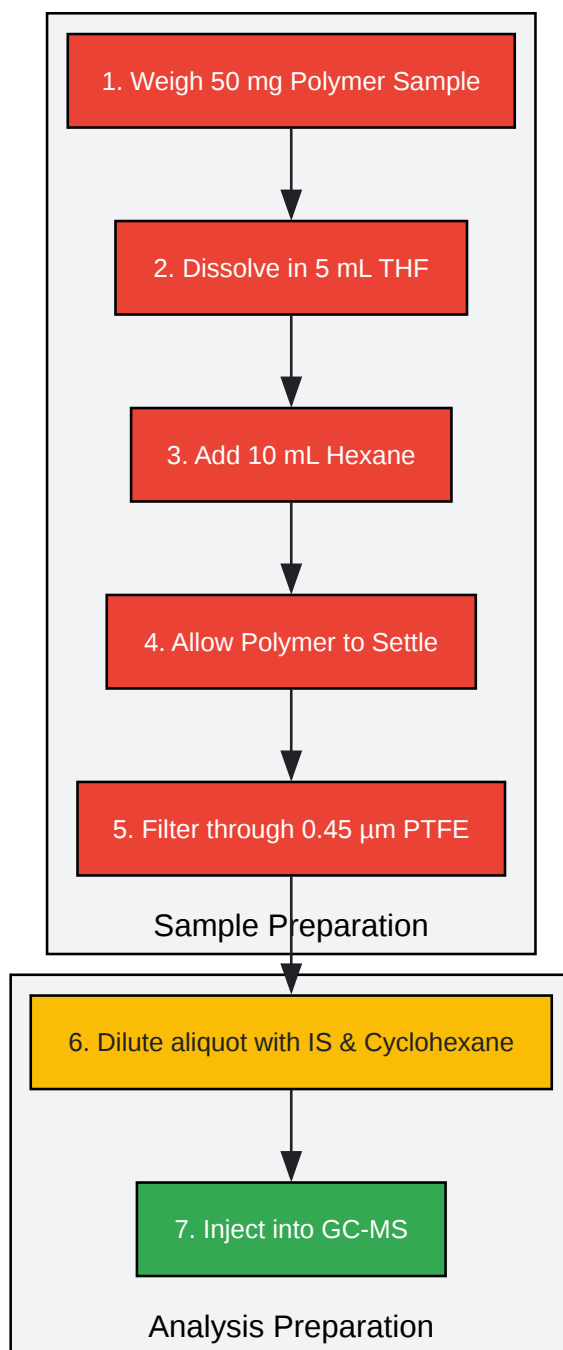 1. Weigh 50 mg Polymer Sample
2. Dissolve in 5 mL THF
3. Add 10 mL Hexane
4. Allow Polymer to Settle
5. Filter through 0.45 µm PTFE
Sample Preparation
6. Dilute aliquot with IS & Cyclohexane
7. Inject into GC-MS
Analysis Preparation